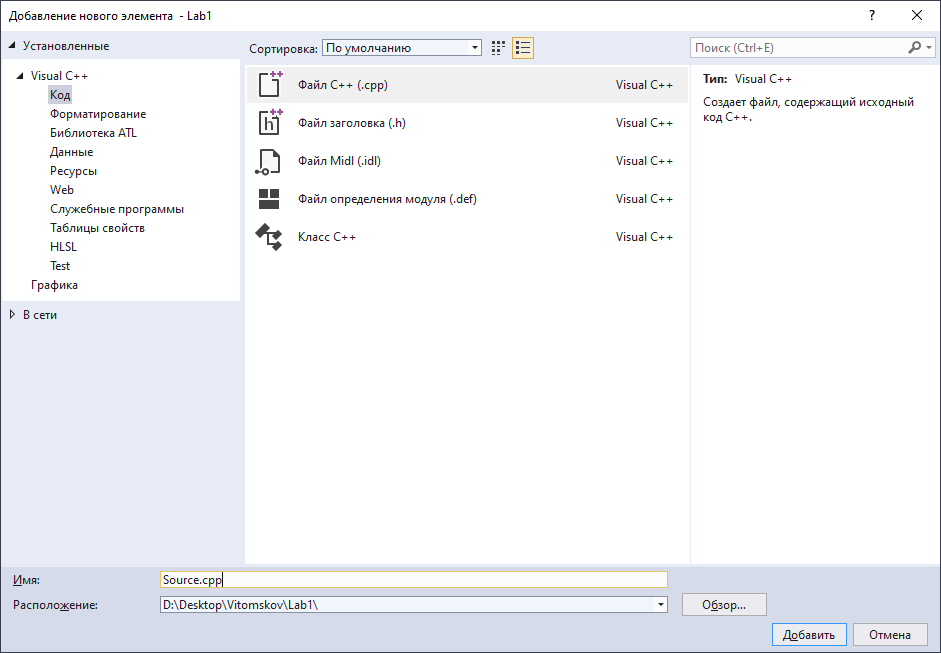 Добавление нового элемента - Lab1
?
Установленные
Сортировка: По умолчанию
Поиск (Ctrl+E)
Visual C++
Код
Форматирование
Библиотека ATL
Данные
Ресурсы
Web
Служебные программы
Таблицы свойств
HLSL
Test
Графика
В сети
Файл C++ (.cpp) Visual C++
Файл заголовка (.h) Visual C++
Файл Midl (.idl) Visual C++
Файл определения модуля (.def) Visual C++
Класс C++ Visual C++
Тип: Visual C++
Создает файл, содержащий исходный
код C++.
Имя: Source.cpp
Расположение: D:\Desktop\Vitomskov\Lab1\
Обзор...
Добавить Отмена